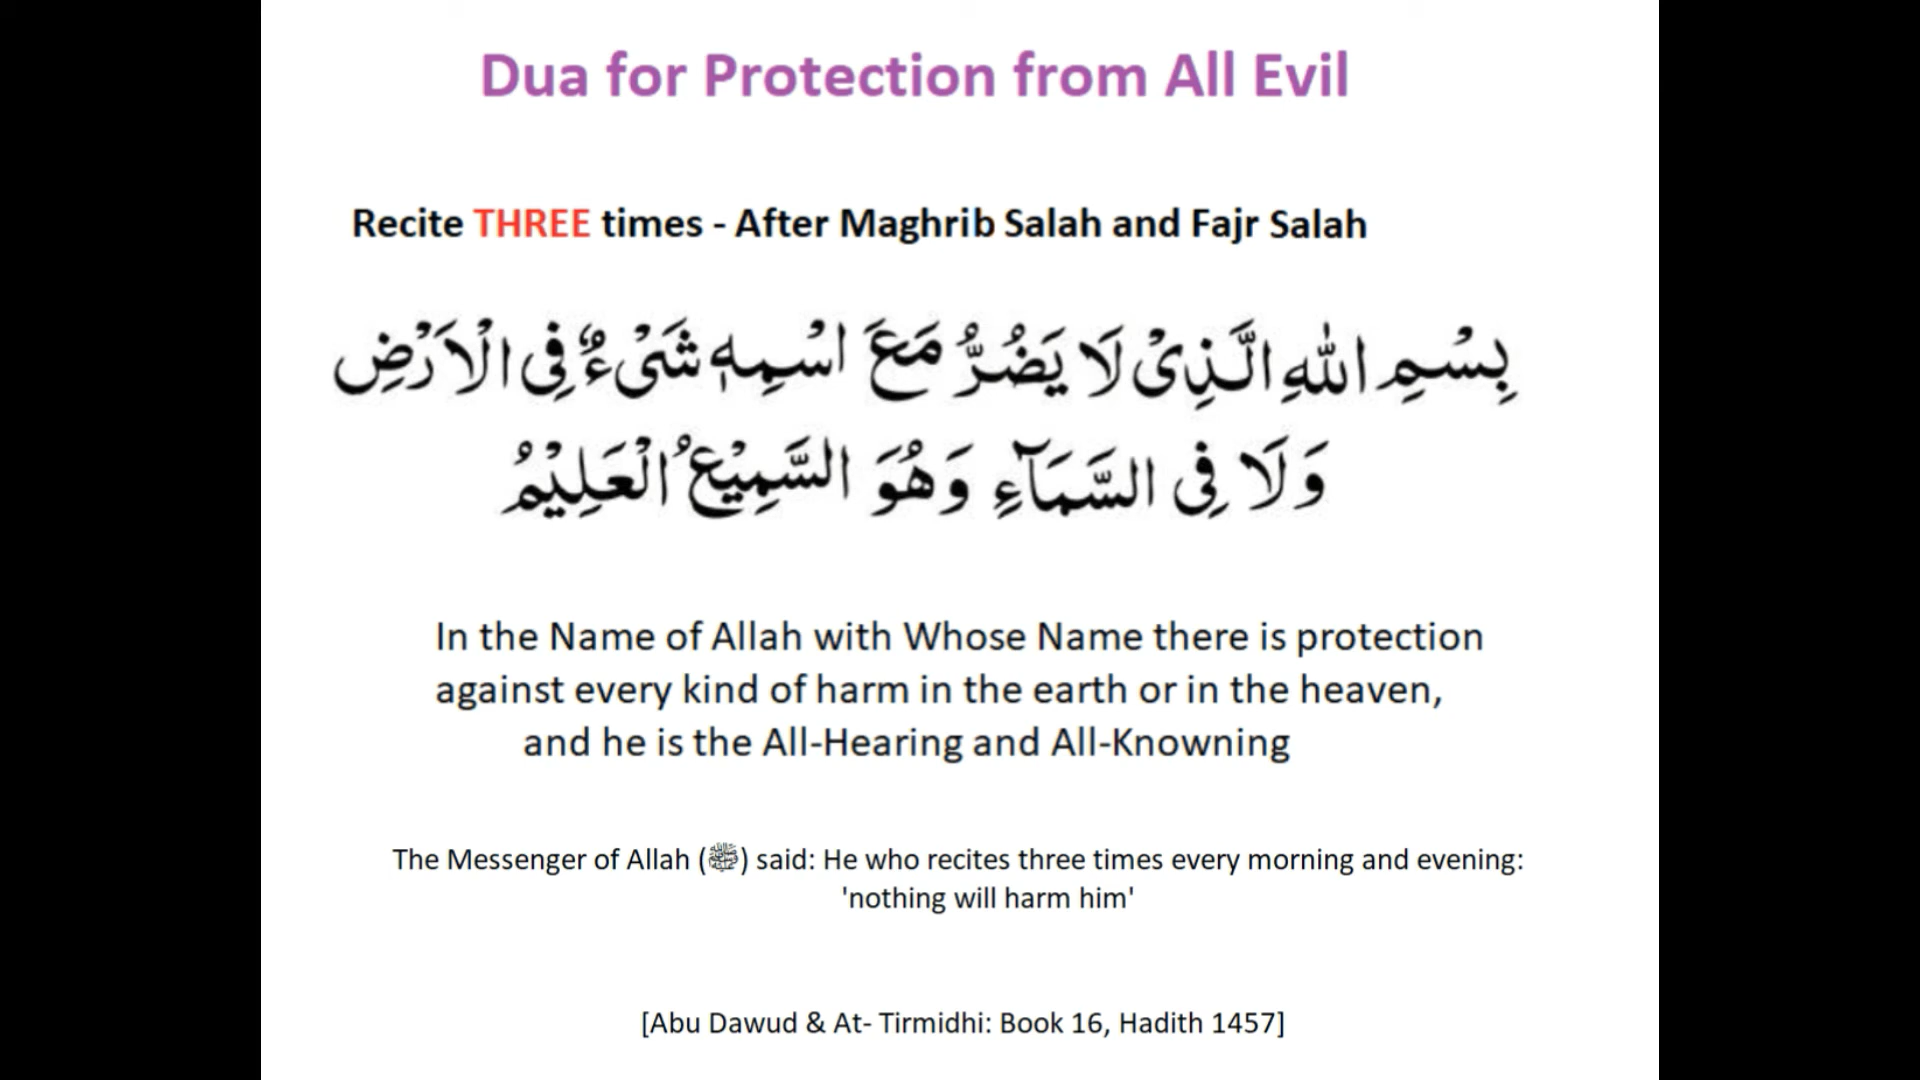 Dua for Protection from All Evil
Recite THREE times - After Maghrib Salah and Fajr Salah
بِسْمِ اللهِ الَّذِىْ لَا يَضُرُّ مَعَ اسْمِهٖ شَىْءٌ فِى الْاَرْضِ
وَلَا فِى السَّمَآءِ وَهُوَ السَّمِيْعُ الْعَلِيْمُ
In the Name of Allah with Whose Name there is protection
against every kind of harm in the earth or in the heaven,
and he is the All-Hearing and All-Knowning
The Messenger of Allah (ﷺ) said: He who recites three times every morning and evening:
'nothing will harm him'
[Abu Dawud & At- Tirmidhi: Book 16, Hadith 1457]